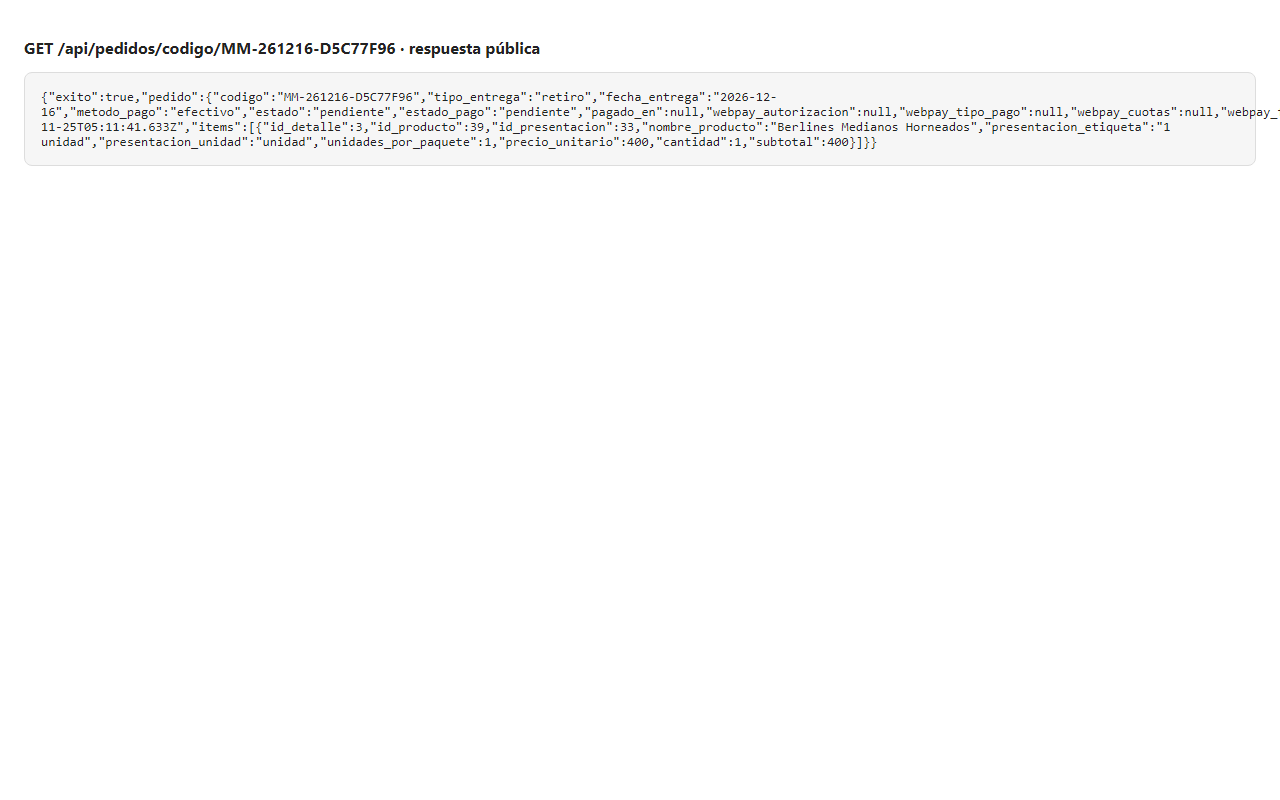 GET /api/pedidos/codigo/MM-261216-D5C77F96 · respuesta pública
{"exito":true,"pedido":{"codigo":"MM-261216-D5C77F96","tipo_entrega":"retiro","fecha_entrega":"2026-12-
16","metodo_pago":"efectivo","estado":"pendiente","estado_pago":"pendiente","pagado_en":null,"webpay_autorizacion":null,"webpay_tipo_pago":null,"webpay_cuotas":null,"webpay_
11-25T05:11:41.633Z","items":[{"id_detalle":3,"id_producto":39,"id_presentacion":33,"nombre_producto":"Berlines Medianos Horneados","presentacion_etiqueta":"1
unidad","presentacion_unidad":"unidad","unidades_por_paquete":1,"precio_unitario":400,"cantidad":1,"subtotal":400}]}}